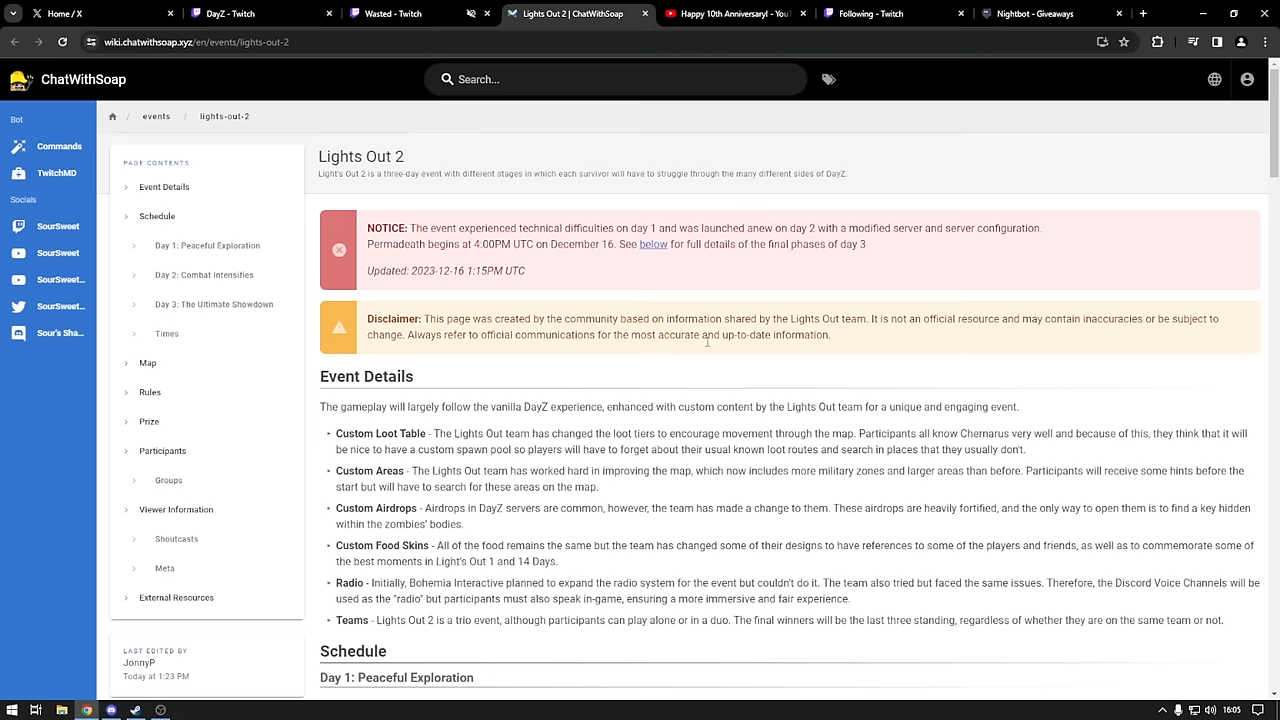 Home / X
DayZ - Twitch
Wasted - Twitch
Lights Out 2 | ChatWithSoap
Happy 10th Anniversary! - You
Following - Twitch
Nightbot - Giveaways
wiki.chatwithsoap.xyz/en/events/lights-out-2
ChatWithSoap
Search...
Bot
Commands
TwitchMD
Socials
SourSweet
SourSweet
SourSweet...
SourSweet...
Sour's Sha...
events / lights-out-2
PAGE CONTENTS
Event Details
Schedule
Day 1: Peaceful Exploration
Day 2: Combat Intensifies
Day 3: The Ultimate Showdown
Times
Map
Rules
Prize
Participants
Groups
Viewer Information
Shoutcasts
Meta
External Resources
LAST EDITED BY
JonnyP
Today at 1:23 PM
Lights Out 2
Light's Out 2 is a three-day event with different stages in which each survivor will have to struggle through the many different sides of DayZ.
NOTICE: The event experienced technical difficulties on day 1 and was launched anew on day 2 with a modified server and server configuration.
Permadeath begins at 4:00PM UTC on December 16. See below for full details of the final phases of day 3
Updated: 2023-12-16 1:15PM UTC
Disclaimer: This page was created by the community based on information shared by the Lights Out team. It is not an official resource and may contain inaccuracies or be subject to
change. Always refer to official communications for the most accurate and up-to-date information.
Event Details
The gameplay will largely follow the vanilla DayZ experience, enhanced with custom content by the Lights Out team for a unique and engaging event.
Custom Loot Table - The Lights Out team has changed the loot tiers to encourage movement through the map. Participants all know Chernarus very well and because of this, they think that it will
be nice to have a custom spawn pool so players will have to forget about their usual known loot routes and search in places that they usually don't.
Custom Areas - The Lights Out team has worked hard in improving the map, which now includes more military zones and larger areas than before. Participants will receive some hints before the
start but will have to search for these areas on the map.
Custom Airdrops - Airdrops in DayZ servers are common, however, the team has made a change to them. These airdrops are heavily fortified, and the only way to open them is to find a key hidden
within the zombies' bodies.
Custom Food Skins - All of the food remains the same but the team has changed some of their designs to have references to some of the players and friends, as well as to commemorate some of
the best moments in Light's Out 1 and 14 Days.
Radio - Initially, Bohemia Interactive planned to expand the radio system for the event but couldn't do it. The team also tried but faced the same issues. Therefore, the Discord Voice Channels will be
used as the "radio" but participants must also speak in-game, ensuring a more immersive and fair experience.
Teams - Lights Out 2 is a trio event, although participants can play alone or in a duo. The final winners will be the last three standing, regardless of whether they are on the same team or not.
Schedule
Day 1: Peaceful Exploration
16:05